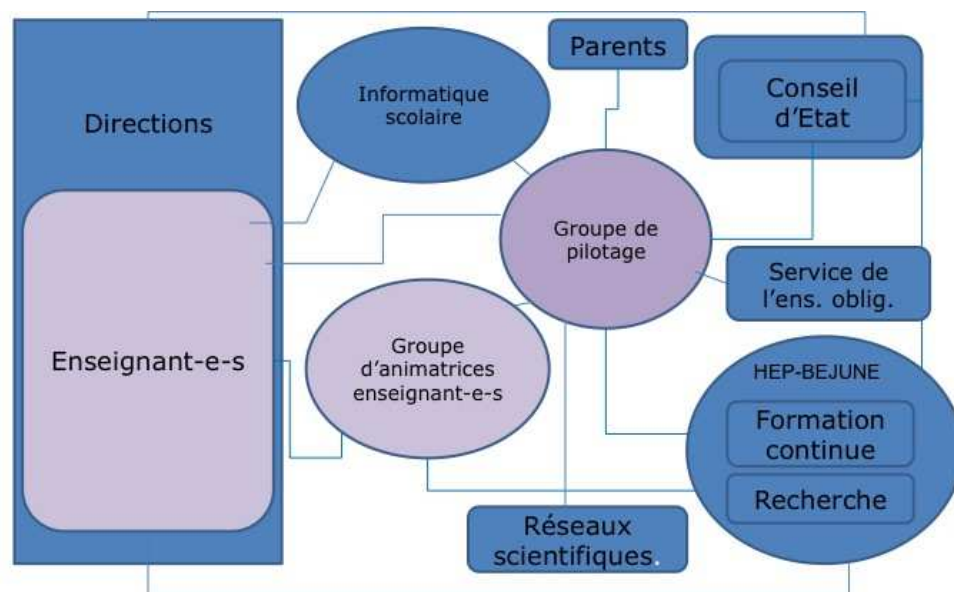 Directions
Enseignant-e-s
Informatique
scolaire
Parents
Conseil
d'Etat
Groupe de
pilotage
Service de
l'ens. oblig.
Groupe
d'animatrices
enseignant-e-s
HEP-BEJUNE
Formation
continue
Recherche
Réseaux
scientifiques.